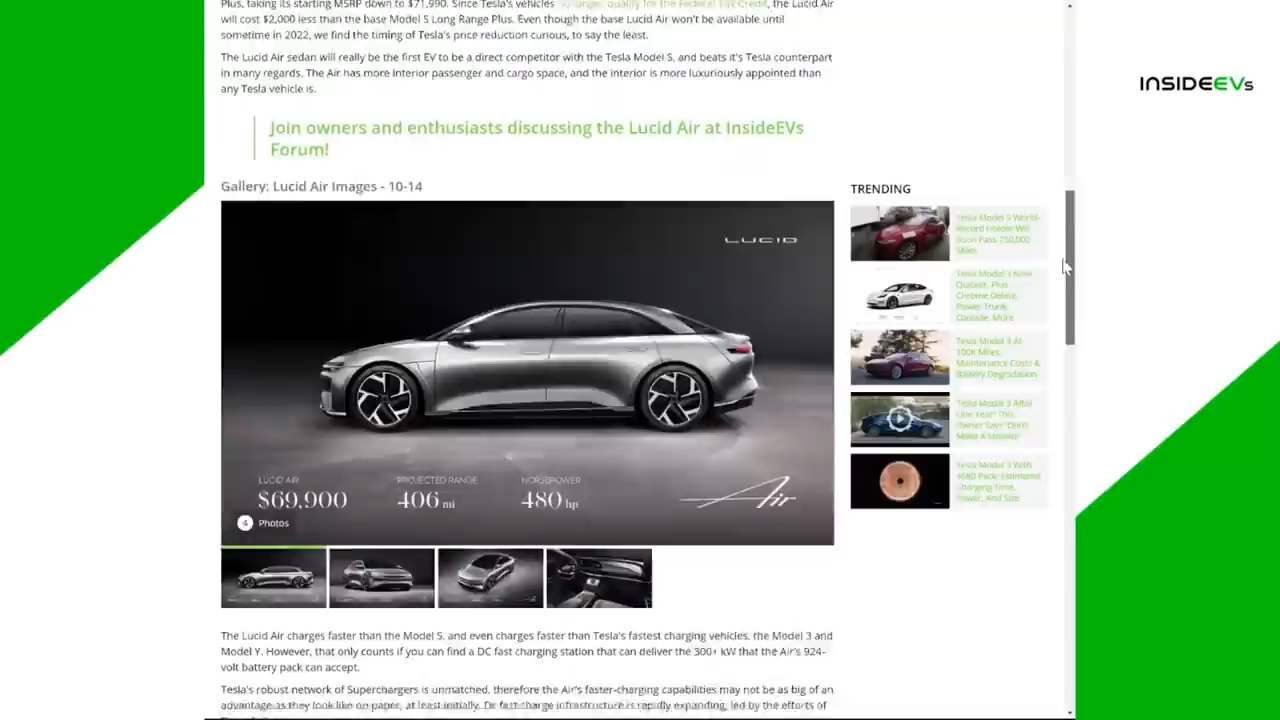 Plus, taking its starting MSRP down to $71,990. Since Tesla's vehicles no longer qualify for the Federal Tax Credit, the Lucid Air
will cost $2,000 less than the base Model S Long Range Plus. Even though the base Lucid Air won't be available until
sometime in 2022, we find the timing of Tesla's price reduction curious, to say the least.
The Lucid Air sedan will really be the first EV to be a direct competitor with the Tesla Model S, and beats it's Tesla counterpart
in many regards. The Air has more interior passenger and cargo space, and the interior is more luxuriously appointed than
any Tesla vehicle is.
Join owners and enthusiasts discussing the Lucid Air at InsideEVs
Forum!
Gallery: Lucid Air Images - 10-14
LUCID
LUCID AIR
$69,900
PROJECTED RANGE
406 mi
HORSEPOWER
480 hp
Air
4 Photos
The Lucid Air charges faster than the Model S, and even charges faster than Tesla's fastest charging vehicles, the Model 3 and
Model Y. However, that only counts if you can find a DC fast charging station that can deliver the 300+ kW that the Air's 924-
volt battery pack can accept.
Tesla's robust network of Superchargers is unmatched, therefore the Air's faster-charging capabilities may not be as big of an
advantage as they look like on paper, at least initially. Dc fast charge infrastructure is rapidly expanding, led by the efforts of
TRENDING
Tesla Model 3 World-
Record Holder Will
Soon Pass 750,000
Miles
Tesla Model 3 Now
Quicker, Plus
Chrome Delete,
Power Trunk,
Console, More
Tesla Model 3 At
100K Miles:
Maintenance Costs &
Battery Degradation
Tesla Model 3 After
One Year: This
Owner Says "Don't
Make A Mistake"
Tesla Model 3 With
4680 Pack: Estimated
Charging Time,
Power, And Size
INSIDEEVs